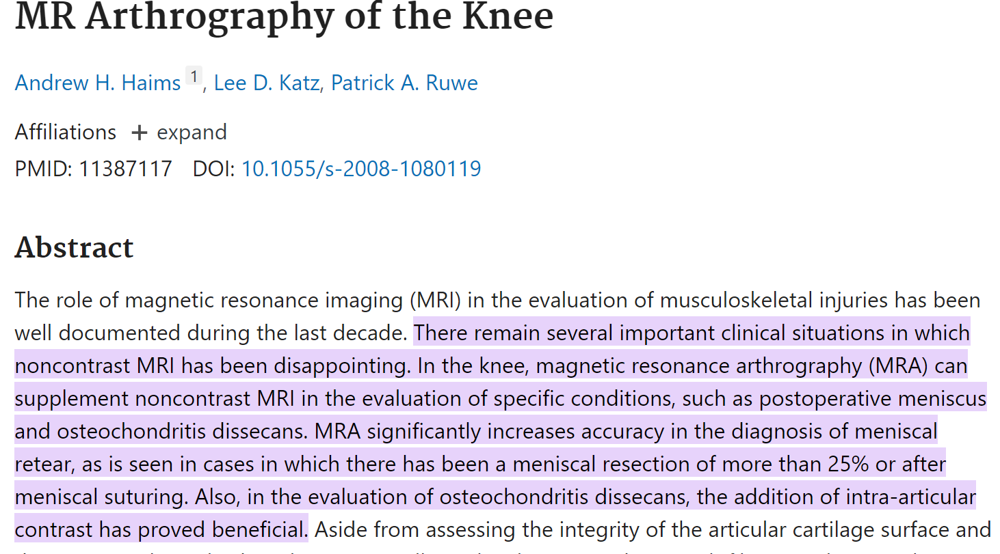 MR Arthrography of the Knee
Andrew H. Haims 1, Lee D. Katz, Patrick A. Ruwe
Affiliations + expand
PMID: 11387117 DOI: 10.1055/s-2008-1080119
Abstract
The role of magnetic resonance imaging (MRI) in the evaluation of musculoskeletal injuries has been
well documented during the last decade. There remain several important clinical situations in which
noncontrast MRI has been disappointing. In the knee, magnetic resonance arthrography (MRA) can
supplement noncontrast MRI in the evaluation of specific conditions, such as postoperative meniscus
and osteochondritis dissecans. MRA significantly increases accuracy in the diagnosis of meniscal
retear, as is seen in cases in which there has been a meniscal resection of more than 25% or after
meniscal suturing. Also, in the evaluation of osteochondritis dissecans, the addition of intra-articular
contrast has proved beneficial. Aside from assessing the integrity of the articular cartilage surface and